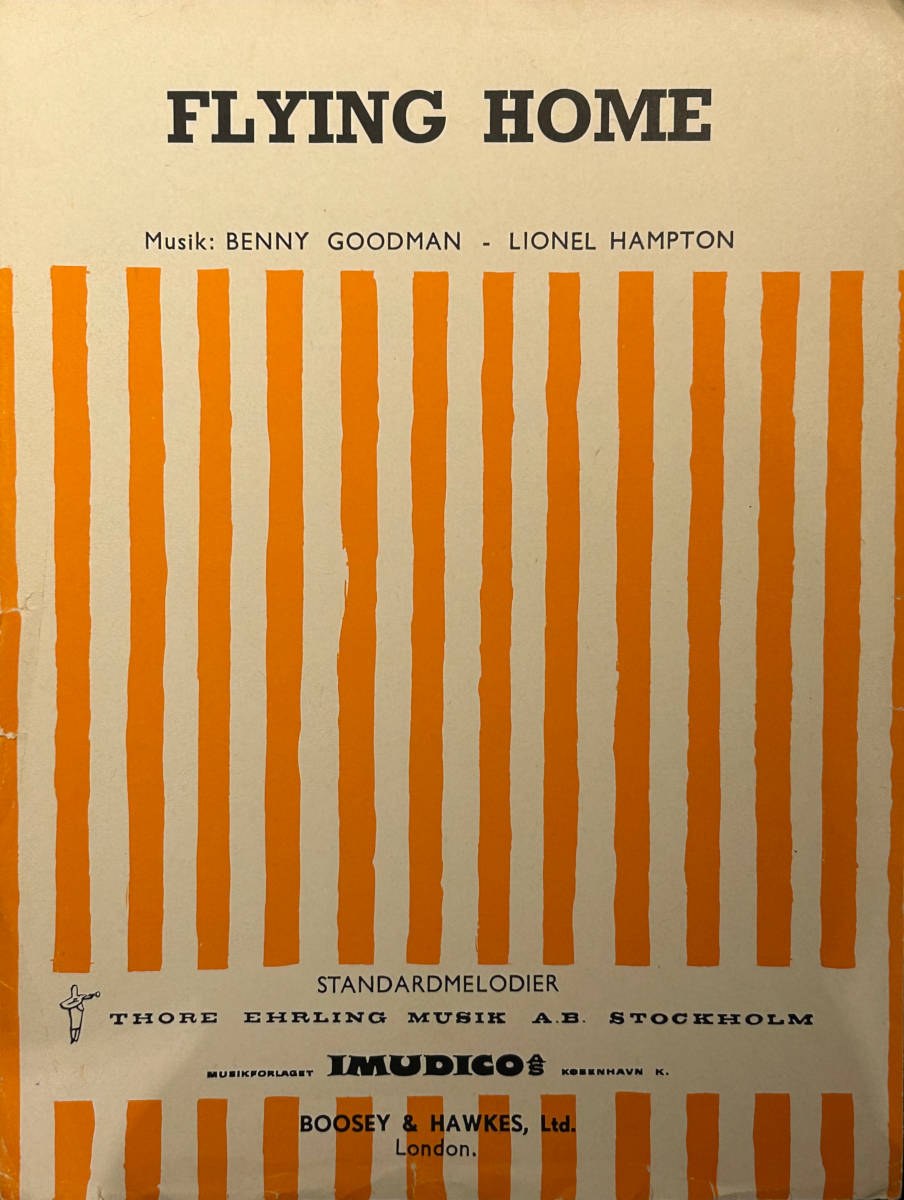 FLYING HOME
Musik: BENNY GOODMAN - LIONEL HAMPTON
STANDARDMELODIER
THORE EHRLING MUSIK A.B. STOCKHOLM
MUSIKFORLAGET IMUDICO A/S KØBENHAVN K.
BOOSEY & HAWKES, Ltd.
London.